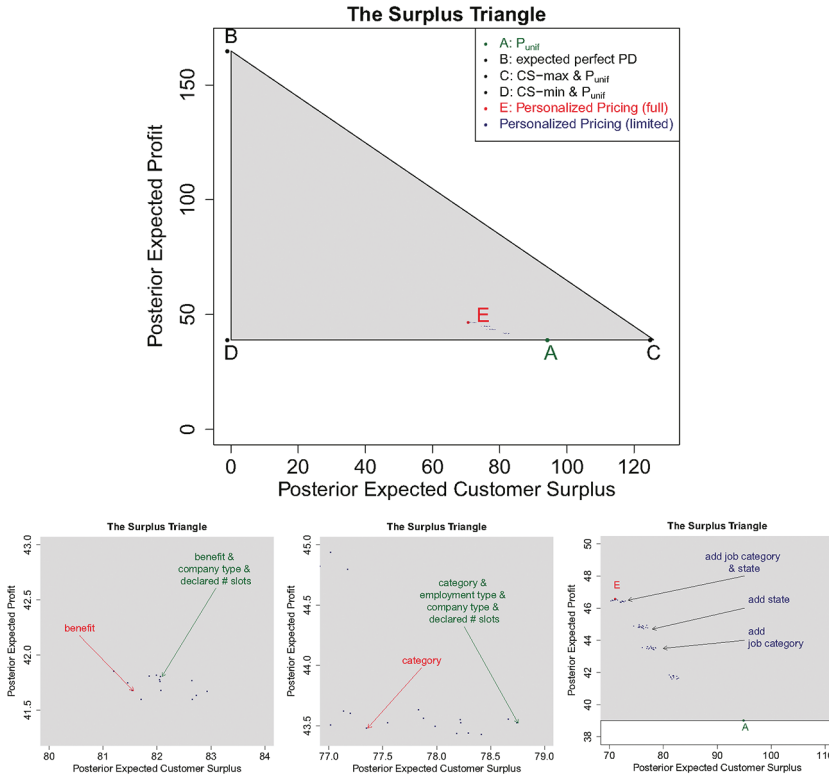 The Surplus Triangle
B
A: Punif
B: expected perfect PD
C: CS−max & Punif
D: CS−min & Punif
E: Personalized Pricing (full)
Personalized Pricing (limited)
Posterior Expected Profit
150
100
50
0
E
D
A
C
0 20 40 60 80 100 120
Posterior Expected Customer Surplus
The Surplus Triangle
Posterior Expected Profit
43.0
42.5
42.0
41.5
benefit &
company type &
declared # slots
benefit
80 81 82 83 84
Posterior Expected Customer Surplus
The Surplus Triangle
Posterior Expected Profit
45.0
44.5
44.0
43.5
category &
employment type &
company type &
declared # slots
category
77.0 77.5 78.0 78.5 79.0
Posterior Expected Customer Surplus
The Surplus Triangle
Posterior Expected Profit
50
48
46
44
42
40
38
add job category
& state
E
add state
add
job category
A
70 80 90 100 110
Posterior Expected Customer Surplus